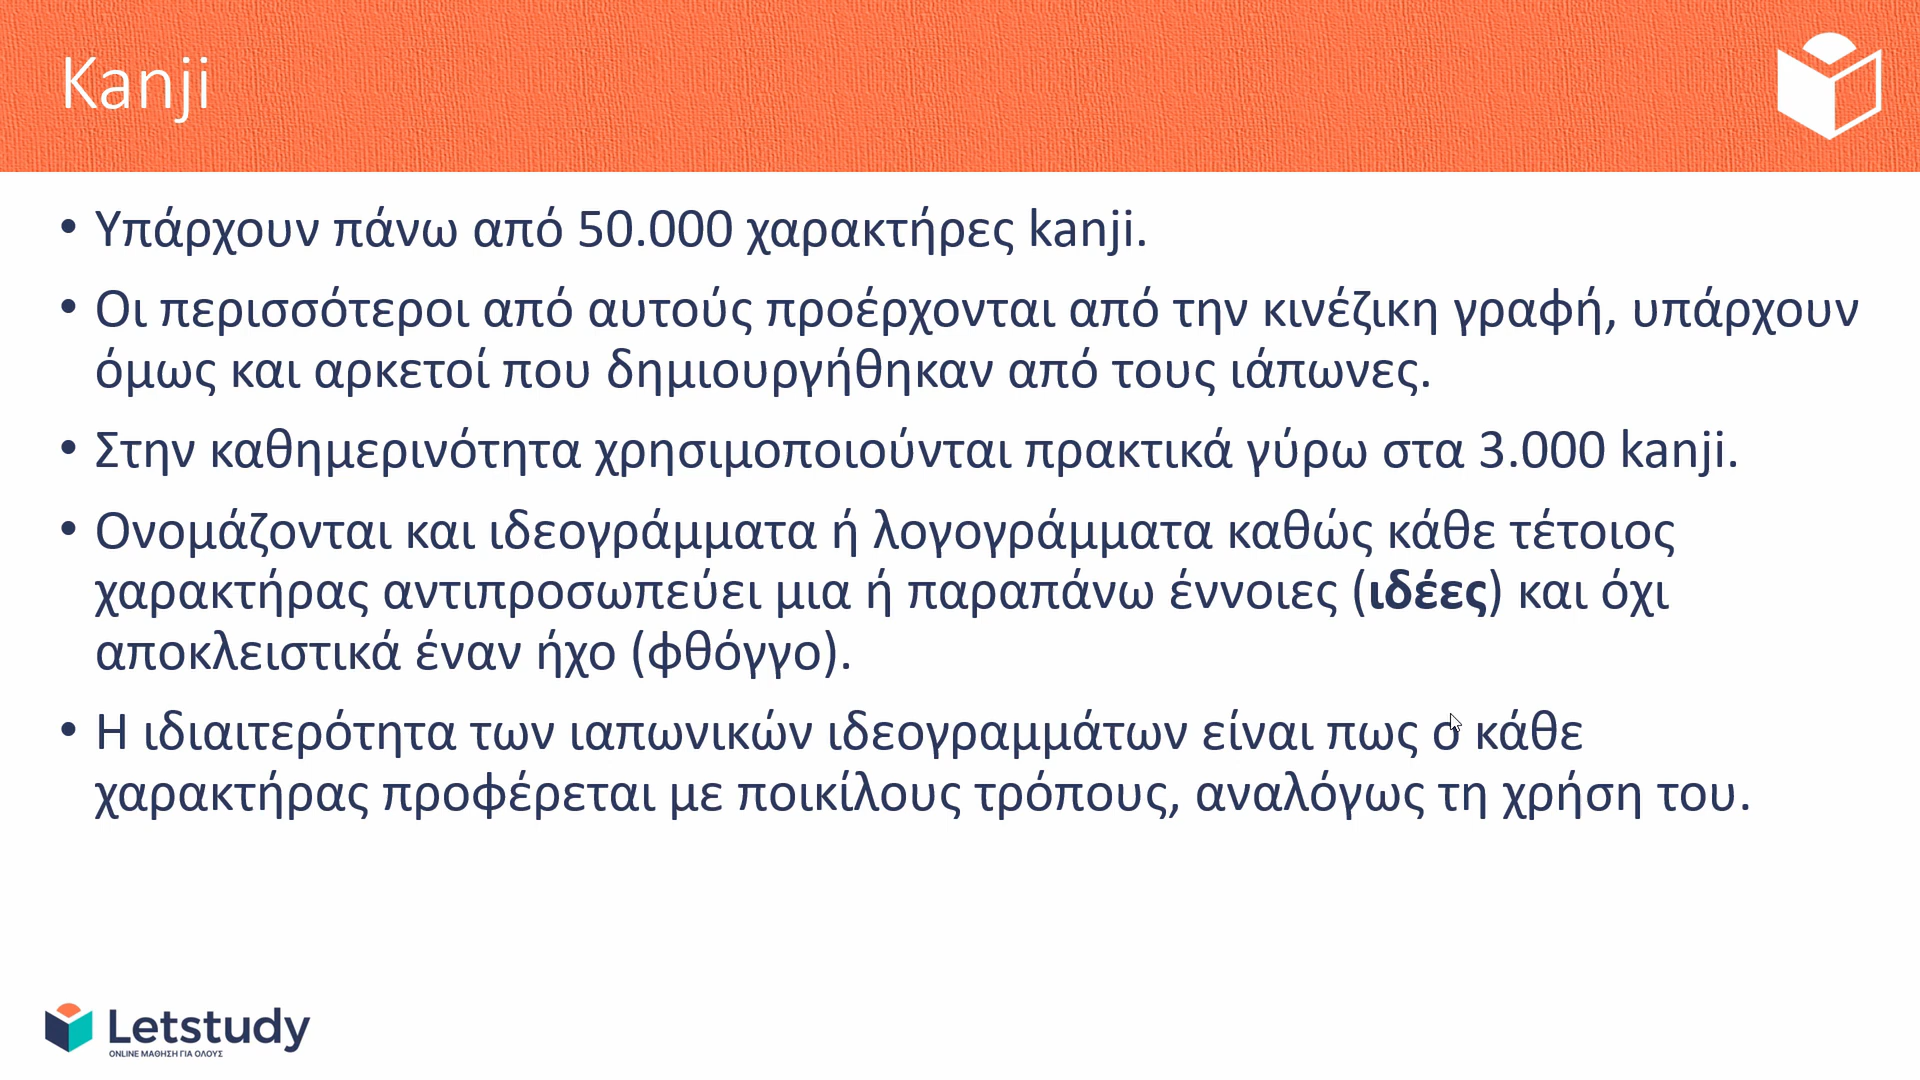 Kanji
• Υπάρχουν πάνω από 50.000 χαρακτήρες kanji.
• Οι περισσότεροι από αυτούς προέρχονται από την κινέζικη γραφή, υπάρχουν
όμως και αρκετοί που δημιουργήθηκαν από τους ιάπωνες.
• Στην καθημερινότητα χρησιμοποιούνται πρακτικά γύρω στα 3.000 kanji.
• Ονομάζονται και ιδεογράμματα ή λογογράμματα καθώς κάθε τέτοιος
χαρακτήρας αντιπροσωπεύει μια ή παραπάνω έννοιες (ιδέες) και όχι
αποκλειστικά έναν ήχο (φθόγγο).
• Η ιδιαιτερότητα των ιαπωνικών ιδεογραμμάτων είναι πως ο κάθε
χαρακτήρας προφέρεται με ποικίλους τρόπους, αναλόγως τη χρήση του.
Letstudy
ONLINE ΜΑΘΗΣΗ ΓΙΑ ΟΛΟΥΣ